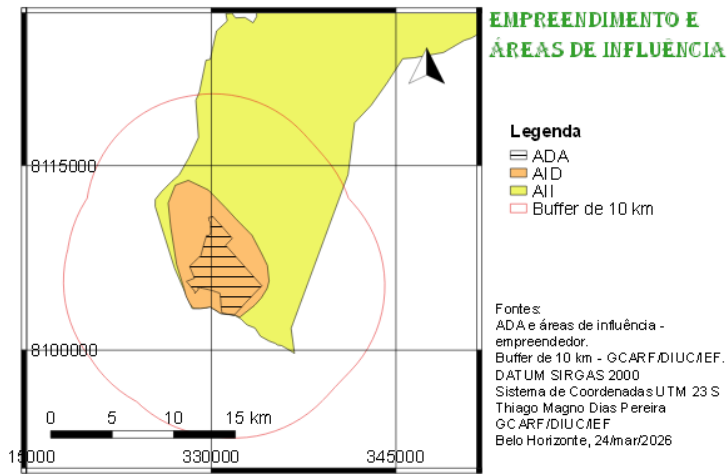 EMPREENDIMENTO E
ÁREAS DE INFLUÊNCIA
Legenda
ADA
AID
AII
Buffer de 10 km
8115000
8100000
0 5 10 15 km
15000 330000 345000
Fontes:
ADA e áreas de influência -
empreendedor.
Buffer de 10 km - GCARF/DIUC/IEF.
DATUM SIRGAS 2000
Sistema de Coordenadas UTM 23 S
Thiago Magno Dias Pereira
GCARF/DIUC/IEF
Belo Horizonte, 24/mar/2026